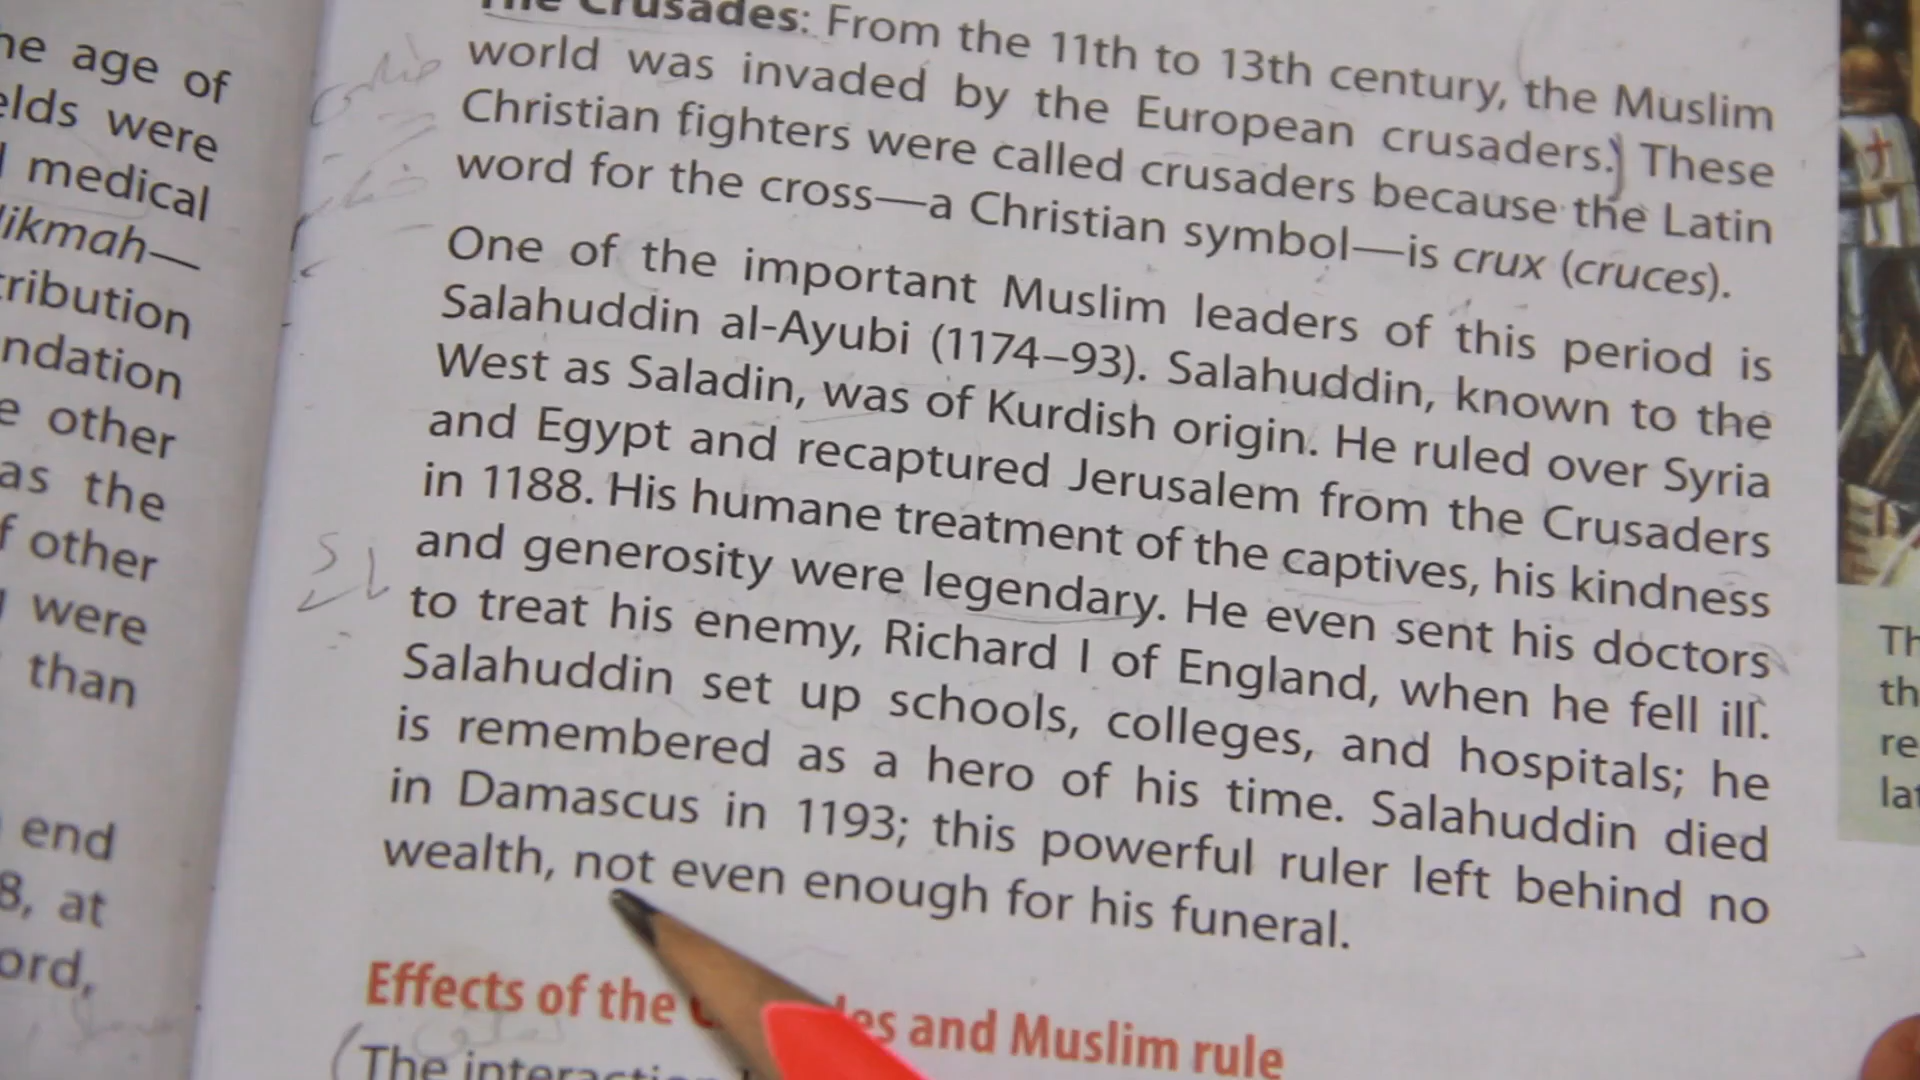 he age of
elds were
medical
likmah—
tribution
ndation
e other
as the
f other
were
than
end
8, at
ord,
The Crusades: From the 11th to 13th century, the Muslim
world was invaded by the European crusaders. These
Christian fighters were called crusaders because the Latin
word for the cross—a Christian symbol—is crux (cruces).
One of the important Muslim leaders of this period is
Salahuddin al-Ayubi (1174–93). Salahuddin, known to the
West as Saladin, was of Kurdish origin. He ruled over Syria
and Egypt and recaptured Jerusalem from the Crusaders
in 1188. His humane treatment of the captives, his kindness
and generosity were legendary. He even sent his doctors
to treat his enemy, Richard I of England, when he fell ill.
Salahuddin set up schools, colleges, and hospitals; he
is remembered as a hero of his time. Salahuddin died
in Damascus in 1193; this powerful ruler left behind no
wealth, not even enough for his funeral.
Effects of the C des and Muslim rule
(The interacti
Th
th
re
lat